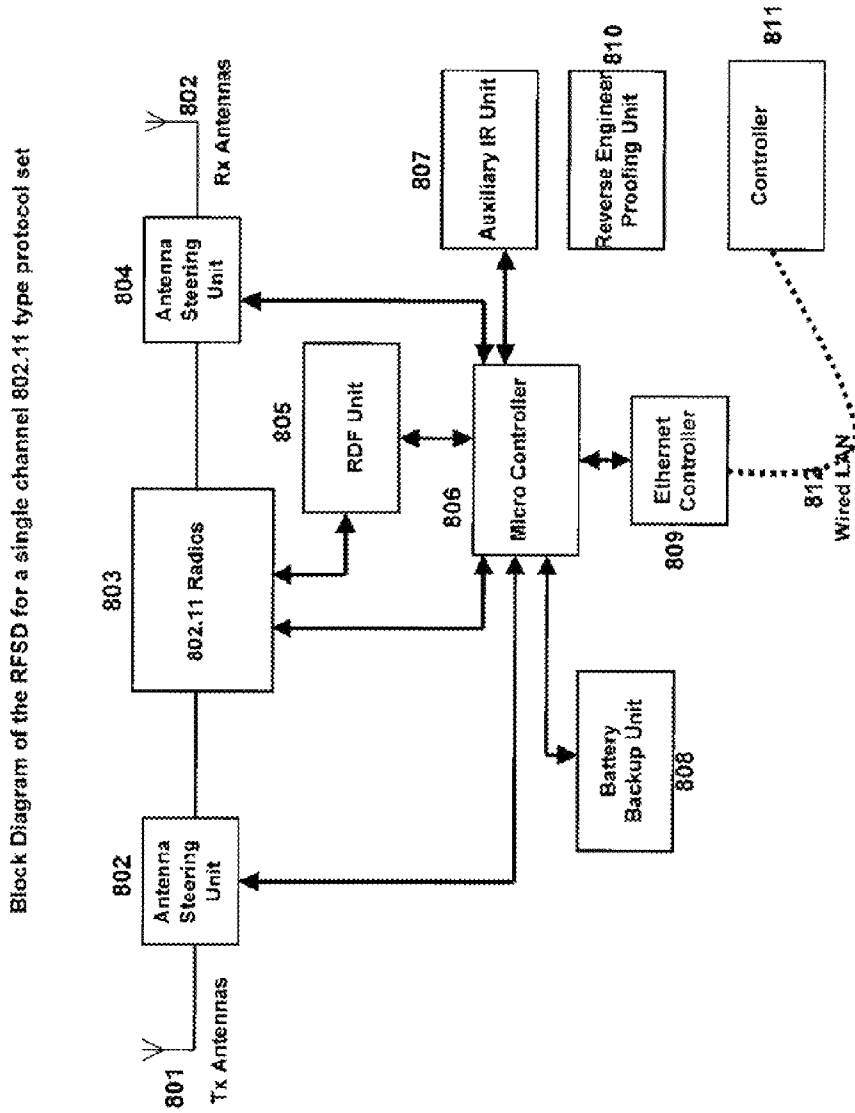 Block Diagram of the RFSD for a single channel 802.11 type protocol set
801
Tx Antennas
802
Antenna
Steering
Unit
803
802.11 Radios
804
Antenna
Steering
Unit
802
Rx Antennas
805
RDF Unit
806
Micro Controller
807
Auxiliary IR Unit
808
Battery
Backup Unit
809
Ethernet
Controller
810
Reverse Engineer
Proofing Unit
811
Controller
812
Wired LAN